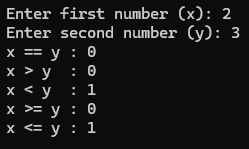 Enter first number (x): 2
Enter second number (y): 3
x == y : 0
x > y  : 0
x < y  : 1
x >= y : 0
x <= y : 1